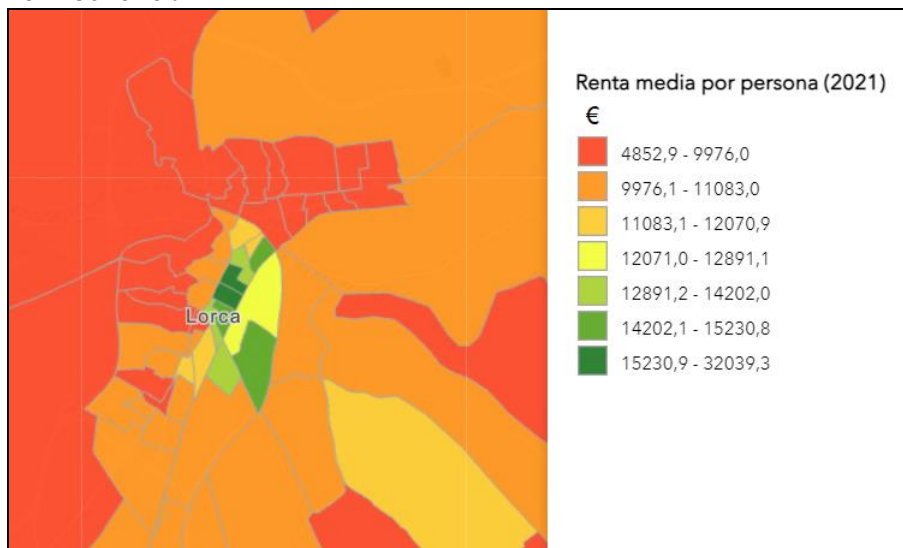 Lorca
Renta media por persona (2021)
€
4852,9 - 9976,0
9976,1 - 11083,0
11083,1 - 12070,9
12071,0 - 12891,1
12891,2 - 14202,0
14202,1 - 15230,8
15230,9 - 32039,3